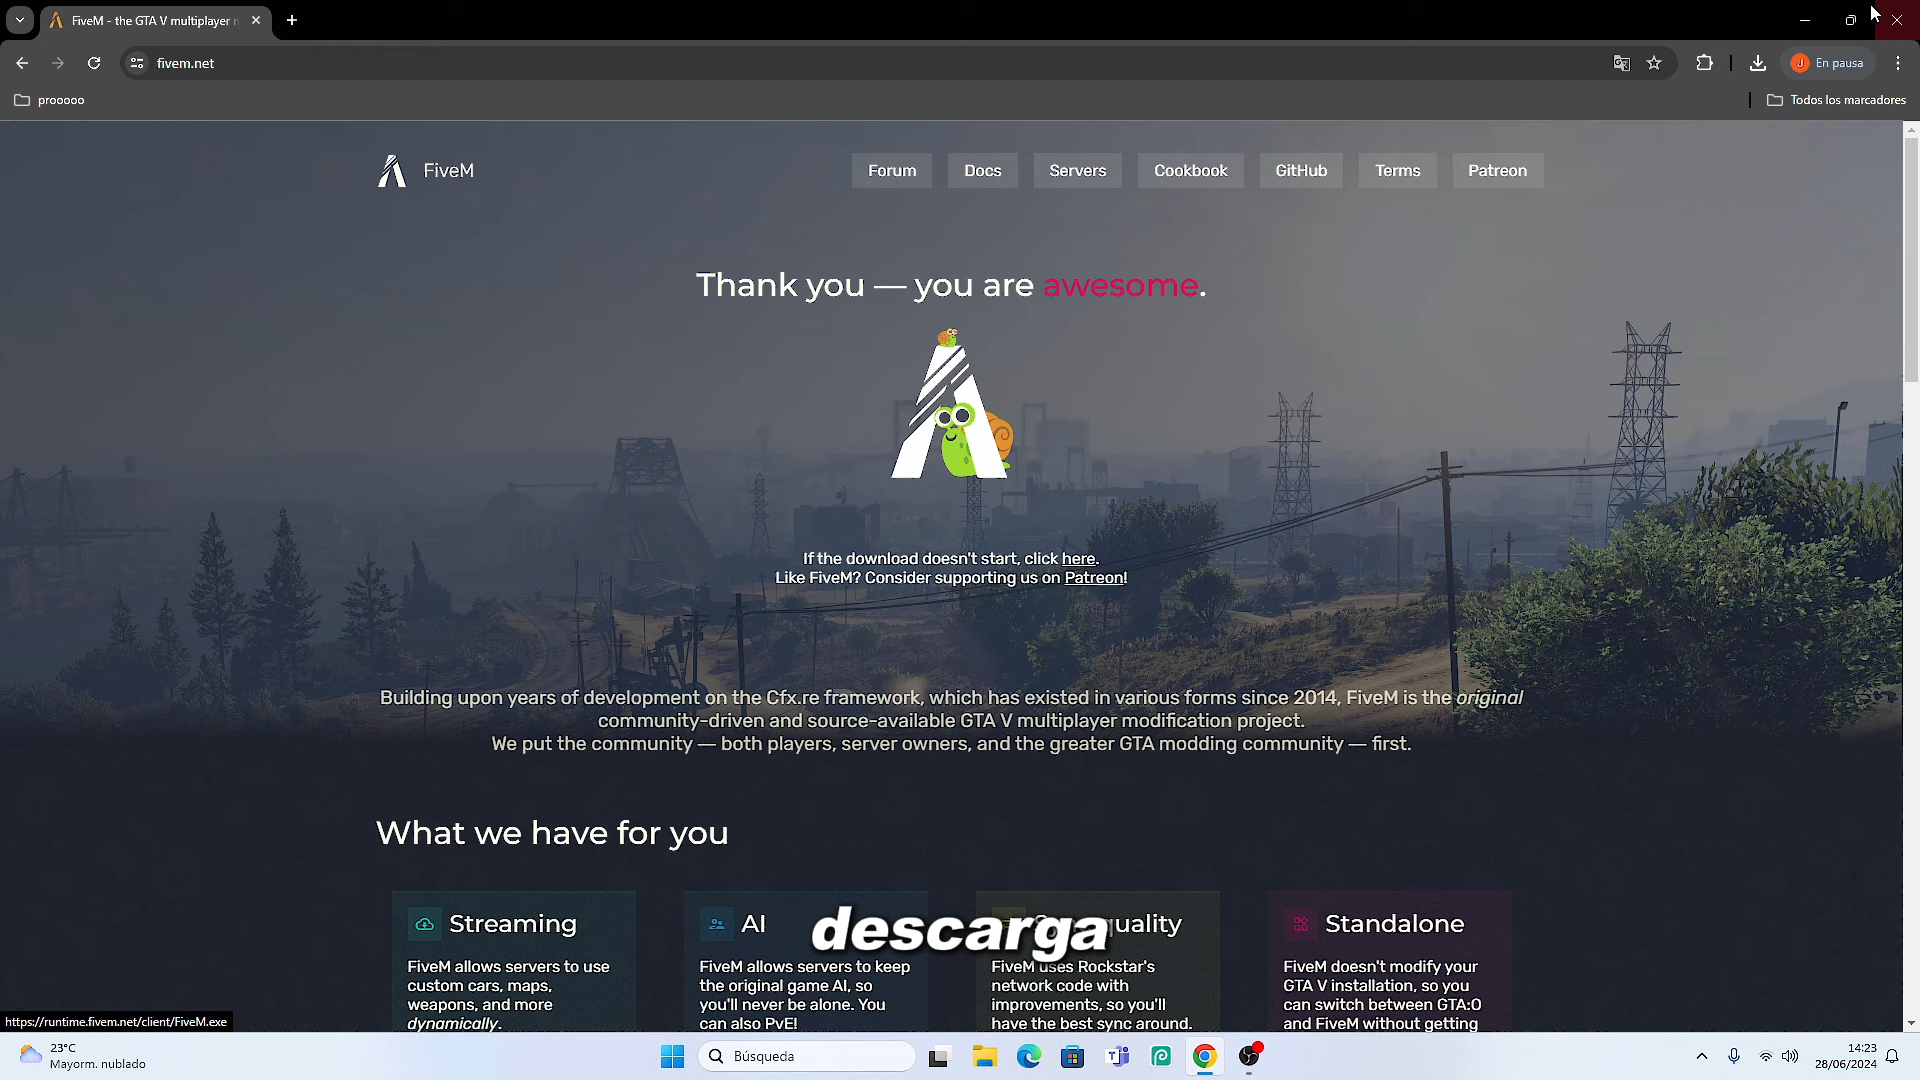 FiveM - the GTA V multiplayer
fivem.net
En pausa
prooooo
Todos los marcadores
FiveM
Forum
Docs
Servers
Cookbook
GitHub
Terms
Patreon
Thank you — you are awesome.
If the download doesn't start, click here.
Like FiveM? Consider supporting us on Patreon!
Building upon years of development on the Cfx.re framework, which has existed in various forms since 2014, FiveM is the original
community-driven and source-available GTA V multiplayer modification project.
We put the community — both players, server owners, and the greater GTA modding community — first.
What we have for you
Streaming
FiveM allows servers to use
custom cars, maps,
weapons, and more
dynamically.
AI
FiveM allows servers to keep
the original game AI, so
you'll never be alone. You
can also PvE!
quality
FiveM uses Rockstar's
network code with
improvements, so you'll
have the best sync around.
Standalone
FiveM doesn't modify your
GTA V installation, so you
can switch between GTA:O
and FiveM without getting
descarga
https://runtime.fivem.net/client/FiveM.exe
23°C
Mayorm. nublado
Búsqueda
14:23
28/06/2024